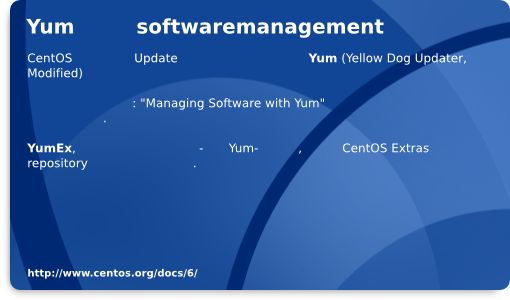 Yum softwaremanagement
CentOS Update Yum (Yellow Dog Updater,
Modified)
: "Managing Software with Yum"
.
YumEx, - Yum- , CentOS Extras
repository .
http://www.centos.org/docs/6/